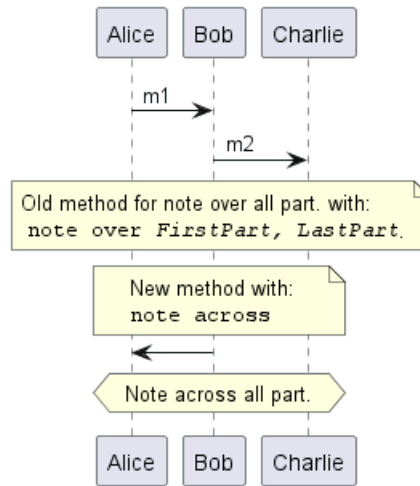 Alice Bob Charlie
m1
m2
Old method for note over all part. with:
note over FirstPart, LastPart.
New method with:
note across
Note across all part.
Alice Bob Charlie